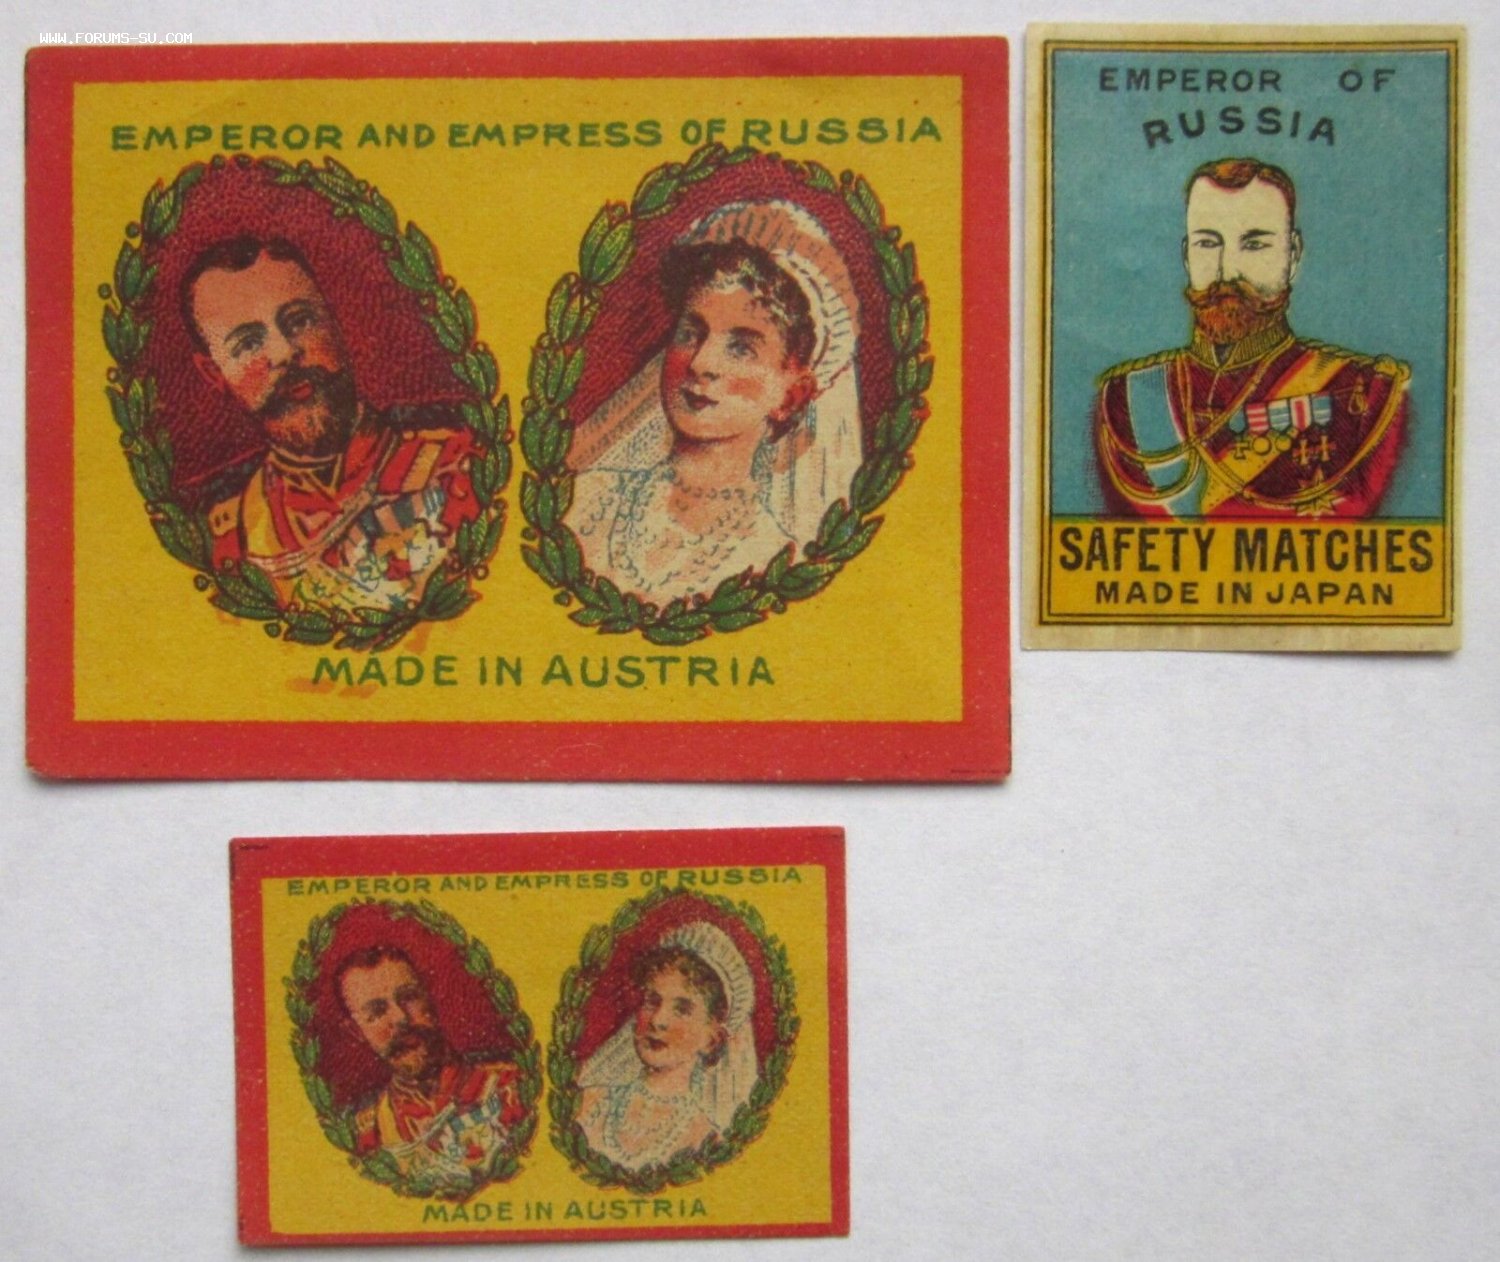 WWW.FORUMS-SU.COM
EMPEROR AND EMPRESS OF RUSSIA
MADE IN AUSTRIA
EMPEROR OF
RUSSIA
SAFETY MATCHES
MADE IN JAPAN
EMPEROR AND EMPRESS OF RUSSIA
MADE IN AUSTRIA